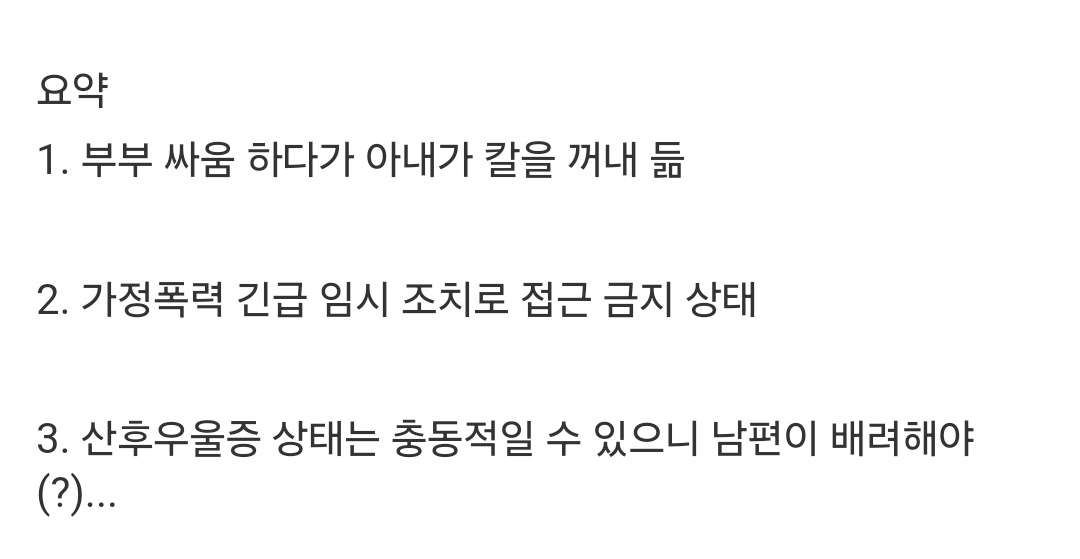 요약
1. 부부 싸움 하다가 아내가 칼을 꺼내 듦
2. 가정폭력 긴급 임시 조치로 접근 금지 상태
3. 산후우울증 상태는 충동적일 수 있으니 남편이 배려해야
(?)...